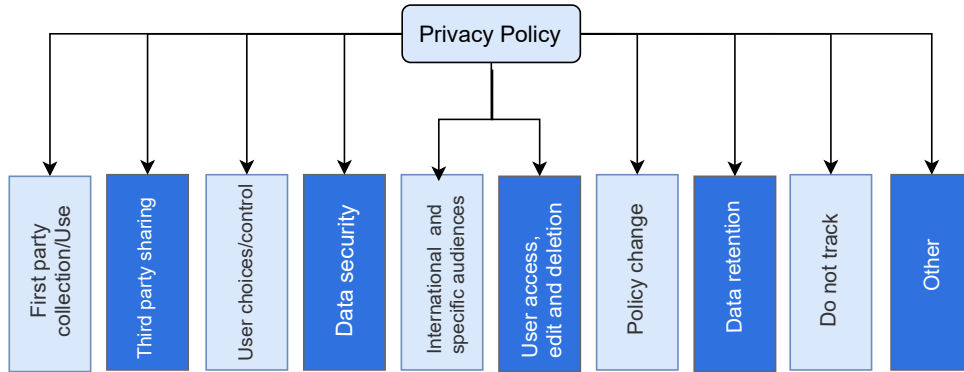 Privacy Policy
First party
collection/Use
Third party sharing
User choices/control
Data security
International and
specific audiences
User access,
edit and deletion
Policy change
Data retention
Do not track
Other